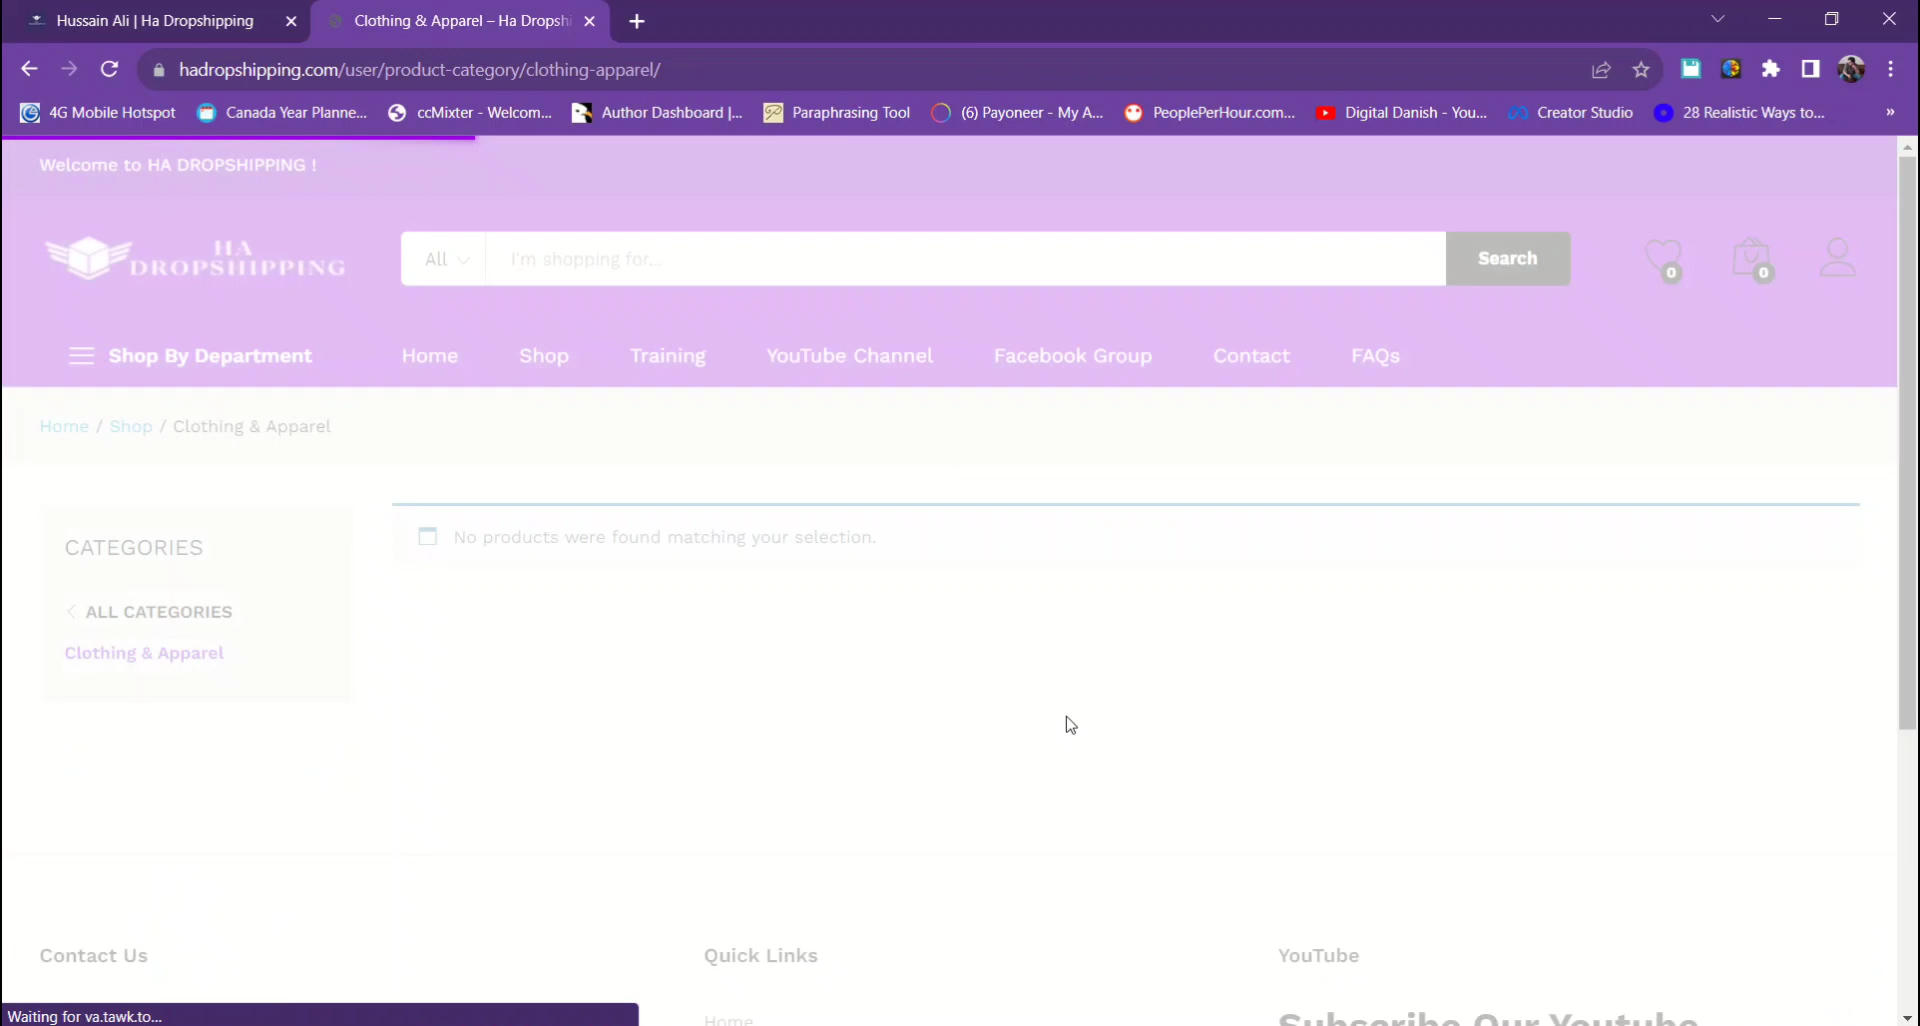 Hussain Ali | Ha Dropshipping
Clothing & Apparel – Ha Dropshi
hadropshipping.com/user/product-category/clothing-apparel/
4G Mobile Hotspot
Canada Year Planne...
ccMixter - Welcom...
Author Dashboard |...
Paraphrasing Tool
(6) Payoneer - My A...
PeoplePerHour.com...
Digital Danish - You...
Creator Studio
28 Realistic Ways to...
»
Welcome to HA DROPSHIPPING !
HA
DROPSHIPPING
All
I'm shopping for...
Search
0
0
Shop By Department
Home
Shop
Training
YouTube Channel
Facebook Group
Contact
FAQs
Home / Shop / Clothing & Apparel
CATEGORIES
ALL CATEGORIES
Clothing & Apparel
No products were found matching your selection.
Contact Us
Quick Links
YouTube
Home
Subscribe Our Youtube
Waiting for va.tawk.to...